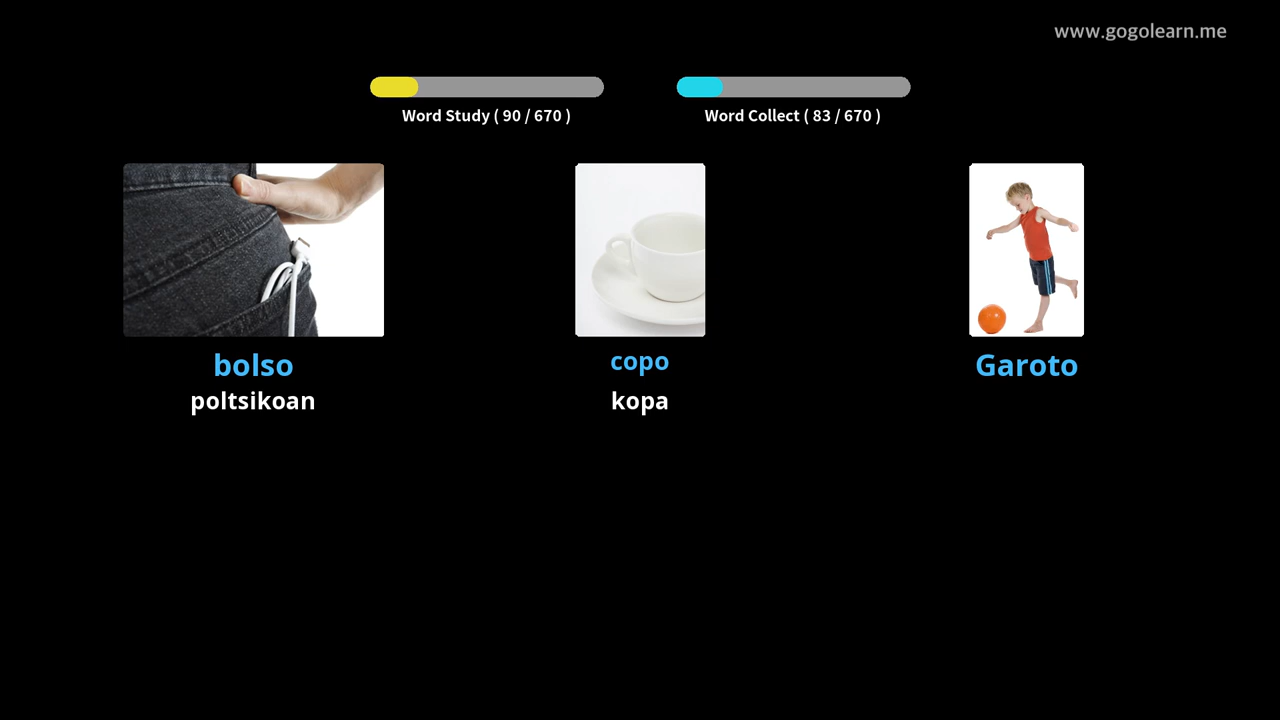 www.gogolearn.me
Word Study ( 90 / 670 )
Word Collect ( 83 / 670 )
bolso
poltsikoan
copo
kopa
Garoto